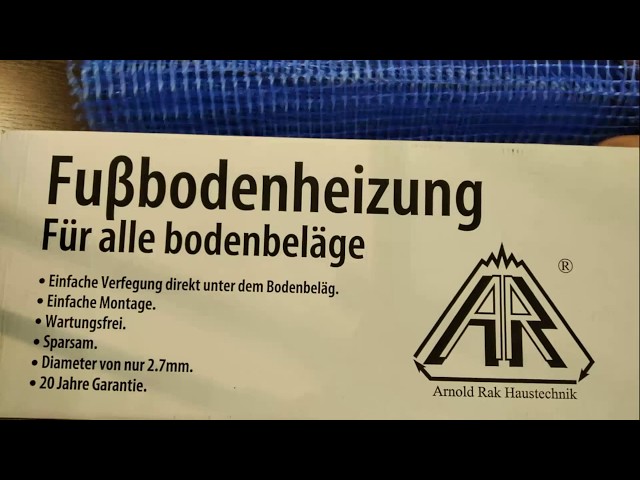 Fußbodenheizung
Für alle bodenbeläge
• Einfache Verfegung direkt unter dem Bodenbeläg.
• Einfache Montage.
• Wartungsfrei.
• Sparsam.
• Diameter von nur 2.7mm.
• 20 Jahre Garantie.
®
AR
Arnold Rak Haustechnik